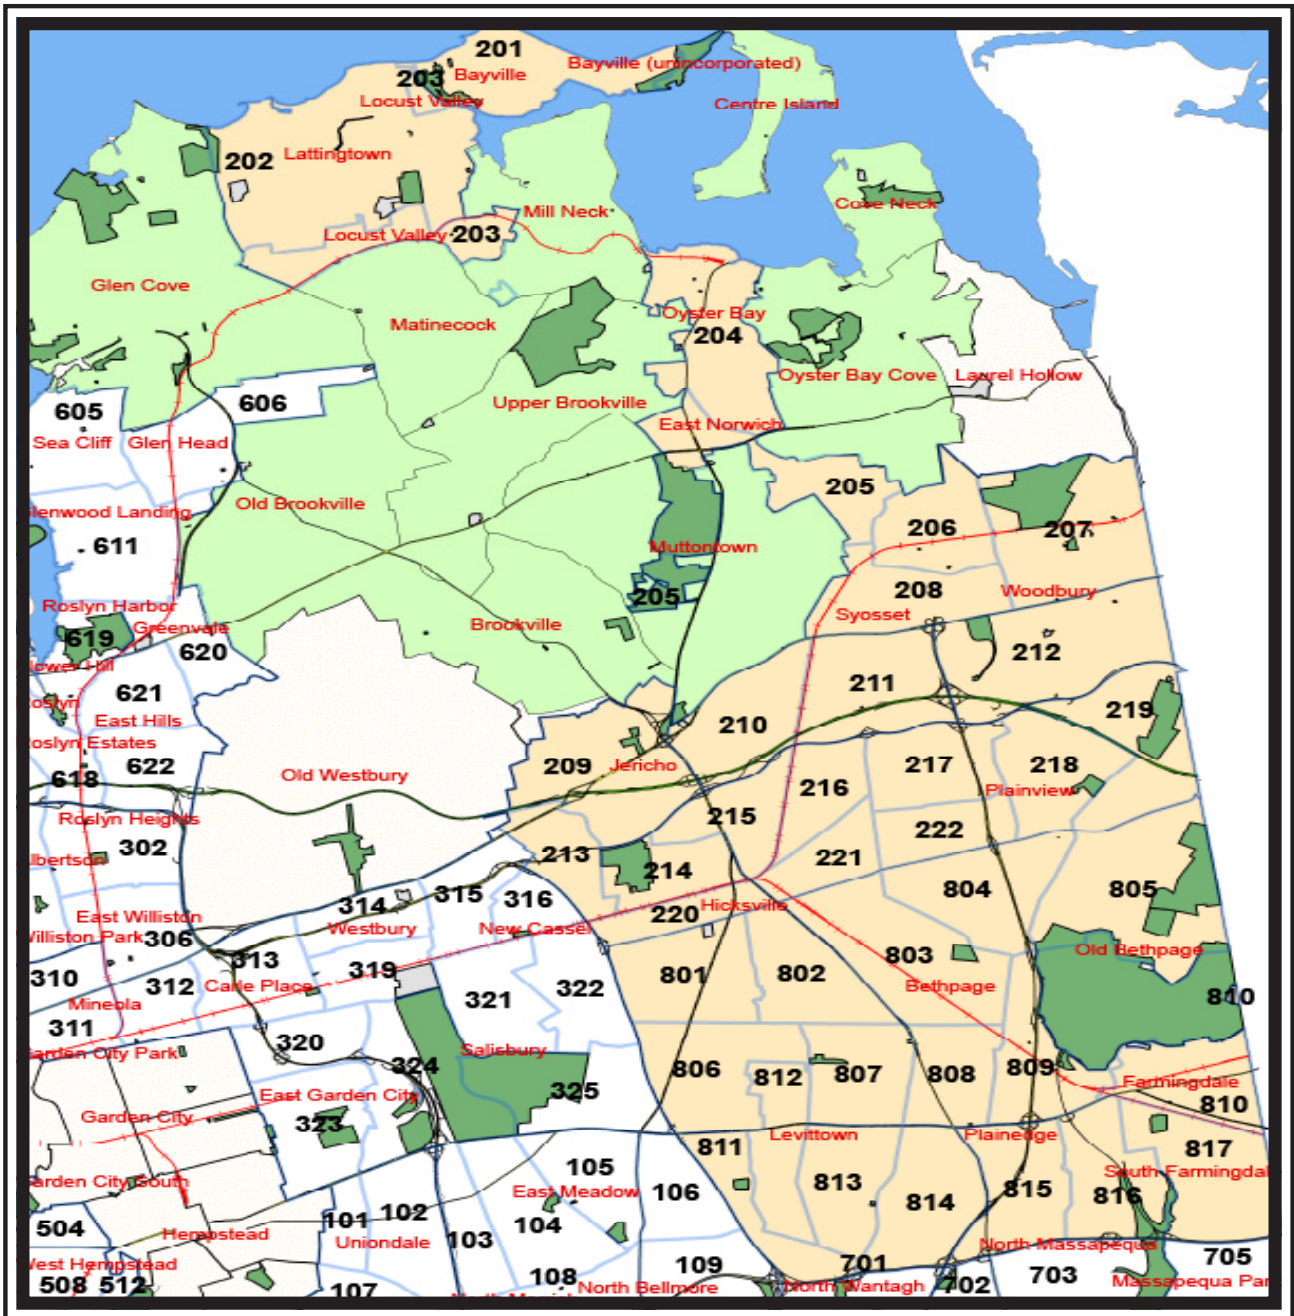 201
Bayville (unincorporated)
203
Bayville
Locust Valley
Centre Island
202
Lattingtown
Cove Neck
Mill Neck
Locust Valley
203
Glen Cove
Oyster Bay
Matinecock
204
Oyster Bay Cove
Laurel Hollow
606
605
Upper Brookville
East Norwich
Sea Cliff
Glen Head
205
Old Brookville
206
207
Glenwood Landing
611
Muttontown
208
Woodbury
205
Roslyn Harbor
Syosset
Greenvale
Brookville
619
620
212
Flower Hill
211
621
Roslyn
219
East Hills
210
Roslyn Estates
622
209
Jericho
217
218
618
Old Westbury
216
Plainview
215
Roslyn Heights
222
302
213
221
Albertson
214
804
805
315
316
314
Hicksville
East Williston
220
Westbury
New Cassel
Williston Park
306
Old Bethpage
803
313
319
801
802
310
312
Carle Place
322
Bethpage
321
810
Mineola
311
320
Salisbury
Garden City Park
324
806
812
807
808
809
325
Farmingdale
East Garden City
810
Garden City
323
Levittown
Plainedge
811
817
105
South Farmingdal
Garden City South
813
East Meadow
106
815
816
814
101
102
504
104
Hempstead
Uniondale
103
North Massapequa
705
West Hempstead
109
701
703
508
512
108
North Bellmore
North Wantagh
702
Massapequa Par
107